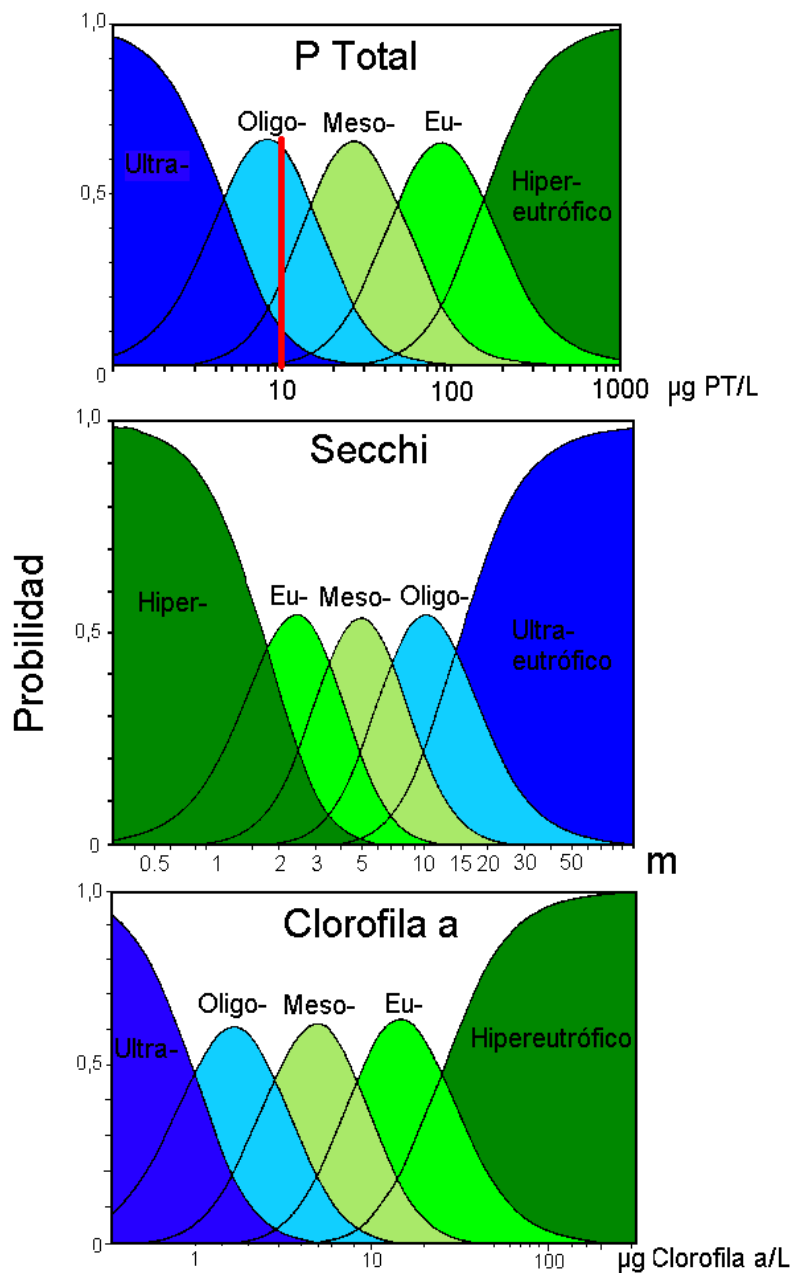 P Total
1,0
0,5
0
Ultra-
Oligo-
Meso-
Eu-
Hiper-
eutrófico
10
100
1000
µg PT/L
Probilidad
Secchi
1,0
0,5
0
Hiper-
Eu-
Meso-
Oligo-
Ultra-
eutrófico
0.5
1
2
3
5
10
15
20
30
50
m
Clorofila a
1,0
0,5
0
Ultra-
Oligo-
Meso-
Eu-
Hipereutrófico
1
10
100
µg Clorofila a/L